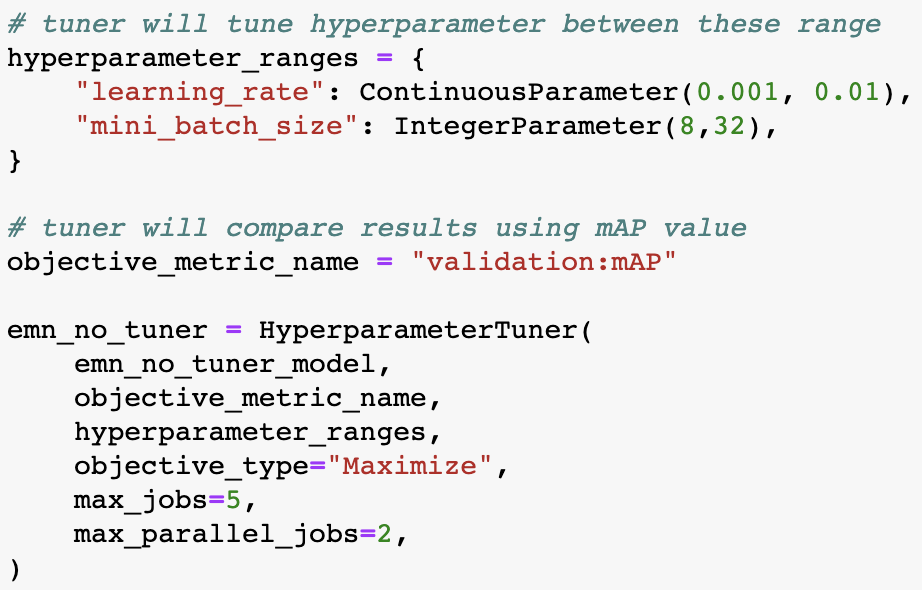 # tuner will tune hyperparameter between these range
hyperparameter_ranges = {
    "learning_rate": ContinuousParameter(0.001, 0.01),
    "mini_batch_size": IntegerParameter(8,32),
}

# tuner will compare results using mAP value
objective_metric_name = "validation:mAP"

emn_no_tuner = HyperparameterTuner(
    emn_no_tuner_model,
    objective_metric_name,
    hyperparameter_ranges,
    objective_type="Maximize",
    max_jobs=5,
    max_parallel_jobs=2,
)